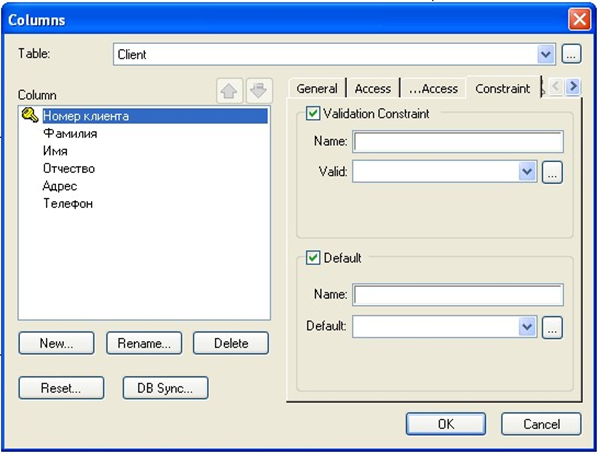 Columns
Table: Client ...
Column
Номер клиента
Фамилия
Имя
Отчество
Адрес
Телефон
New... Rename... Delete
Reset... DB Sync...
General Access ...Access Constraint
Validation Constraint
Name:
Valid: ...
Default
Name:
Default: ...
OK Cancel